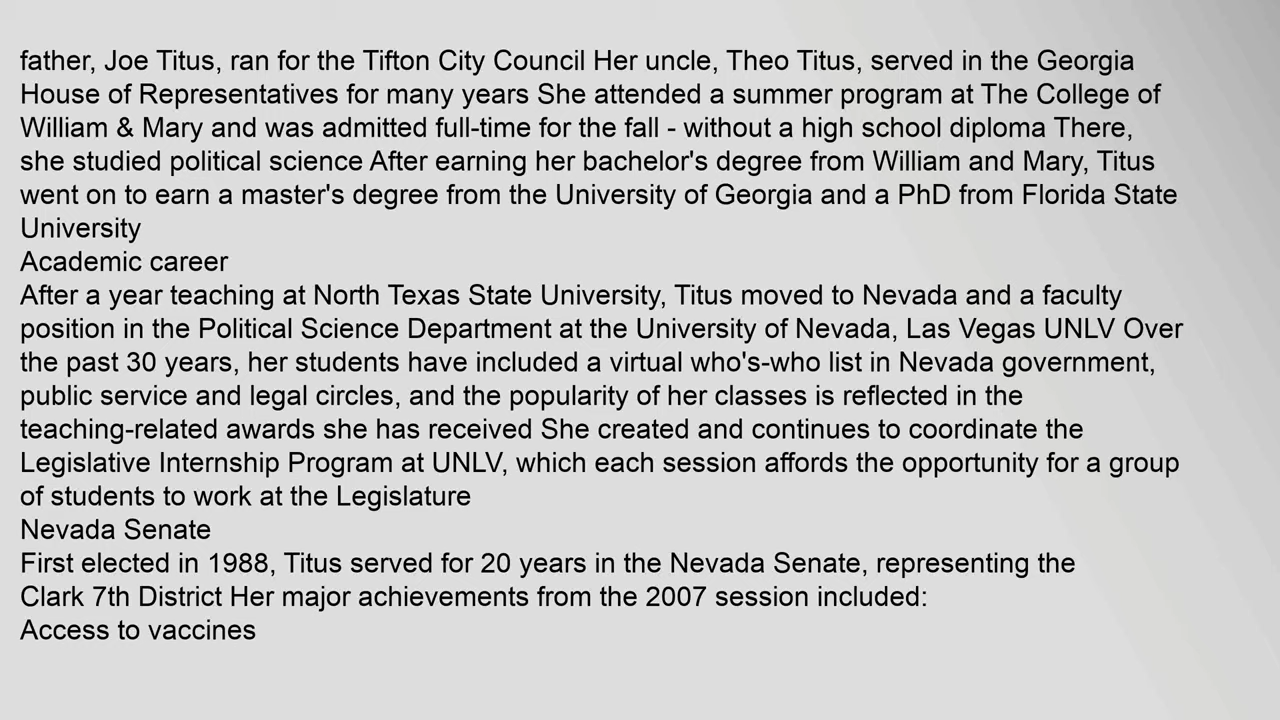 father, Joe Titus, ran for the Tifton City Council Her uncle, Theo Titus, served in the Georgia
House of Representatives for many years She attended a summer program at The College of
William & Mary and was admitted full-time for the fall - without a high school diploma There,
she studied political science After earning her bachelor's degree from William and Mary, Titus
went on to earn a master's degree from the University of Georgia and a PhD from Florida State
University
Academic career
After a year teaching at North Texas State University, Titus moved to Nevada and a faculty
position in the Political Science Department at the University of Nevada, Las Vegas UNLV Over
the past 30 years, her students have included a virtual who's-who list in Nevada government,
public service and legal circles, and the popularity of her classes is reflected in the
teaching-related awards she has received She created and continues to coordinate the
Legislative Internship Program at UNLV, which each session affords the opportunity for a group
of students to work at the Legislature
Nevada Senate
First elected in 1988, Titus served for 20 years in the Nevada Senate, representing the
Clark 7th District Her major achievements from the 2007 session included:
Access to vaccines